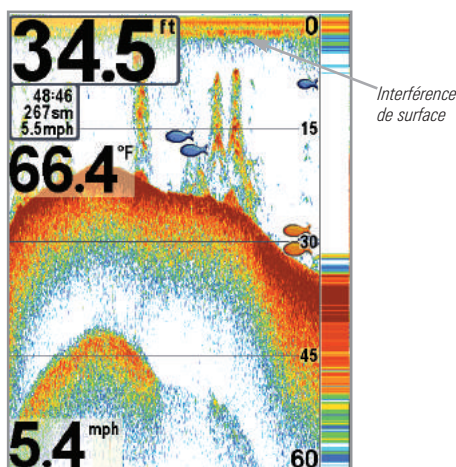 34.5 ft
0
48:46
267sm
5.5mph
Interférence
de surface
15
66.4 °F
30
45
5.4 mph
60